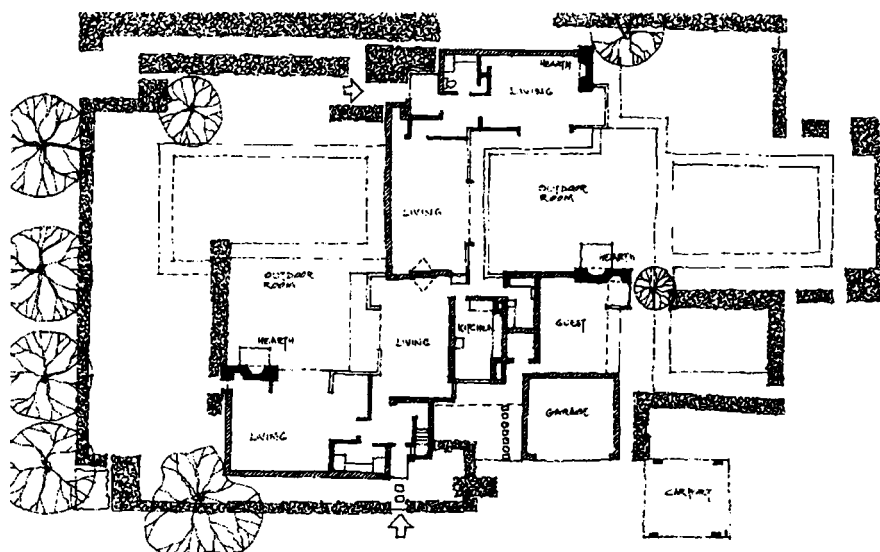 HEARTH
LIVING
OUTDOOR
ROOM
LIVING
HEARTH
OUTDOOR
ROOM
KITCHEN
GUEST
HEARTH
LIVING
GARAGE
LIVING
CARPORT